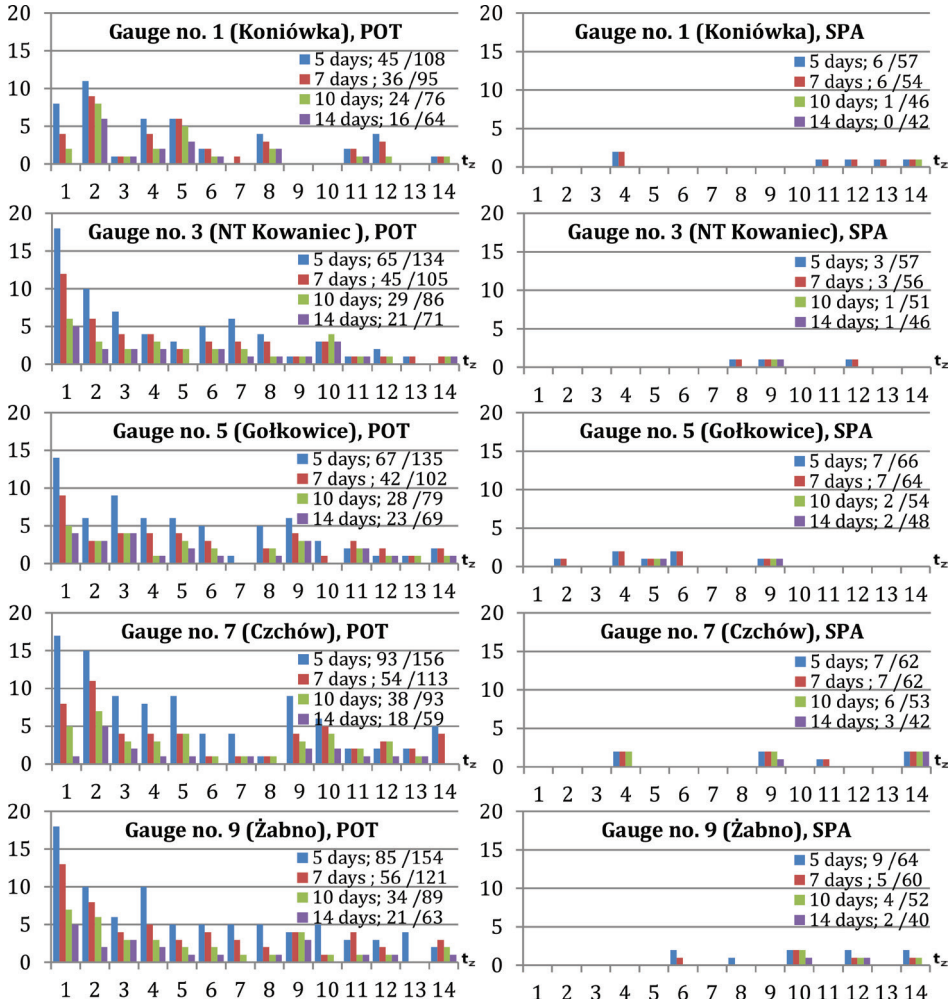 20
Gauge no. 1 (Koniówka), POT
15
5 days; 45 /108
7 days ; 36 /95
10
10 days; 24 /76
14 days; 16 /64
5
0
t_z
1 2 3 4 5 6 7 8 9 10 11 12 13 14
20
Gauge no. 1 (Koniówka), SPA
15
5 days; 6 /57
7 days ; 6 /54
10
10 days; 1 /46
14 days; 0 /42
5
0
t_z
1 2 3 4 5 6 7 8 9 10 11 12 13 14
20
Gauge no. 3 (NT Kowaniec ), POT
15
5 days; 65 /134
7 days ; 45 /105
10
10 days; 29 /86
14 days; 21 /71
5
0
t_z
1 2 3 4 5 6 7 8 9 10 11 12 13 14
20
Gauge no. 3 (NT Kowaniec), SPA
15
5 days; 3 /57
7 days ; 3 /56
10
10 days; 1 /51
14 days; 1 /46
5
0
t_z
1 2 3 4 5 6 7 8 9 10 11 12 13 14
20
Gauge no. 5 (Gołkowice), POT
15
5 days; 67 /135
7 days ; 42 /102
10
10 days; 28 /79
14 days; 23 /69
5
0
t_z
1 2 3 4 5 6 7 8 9 10 11 12 13 14
20
Gauge no. 5 (Gołkowice), SPA
15
5 days; 7 /66
7 days ; 7 /64
10
10 days; 2 /54
14 days; 2 /48
5
0
t_z
1 2 3 4 5 6 7 8 9 10 11 12 13 14
20
Gauge no. 7 (Czchów), POT
15
5 days; 93 /156
7 days ; 54 /113
10
10 days; 38 /93
14 days; 18 /59
5
0
t_z
1 2 3 4 5 6 7 8 9 10 11 12 13 14
20
Gauge no. 7 (Czchów), SPA
15
5 days; 7 /62
7 days ; 7 /62
10
10 days; 6 /53
14 days; 3 /42
5
0
t_z
1 2 3 4 5 6 7 8 9 10 11 12 13 14
20
Gauge no. 9 (Żabno), POT
15
5 days; 85 /154
7 days ; 56 /121
10
10 days; 34 /89
14 days; 21 /63
5
0
t_z
1 2 3 4 5 6 7 8 9 10 11 12 13 14
20
Gauge no. 9 (Żabno), SPA
15
5 days; 9 /64
7 days ; 5 /60
10
10 days; 4 /52
14 days; 2 /40
5
0
t_z
1 2 3 4 5 6 7 8 9 10 11 12 13 14